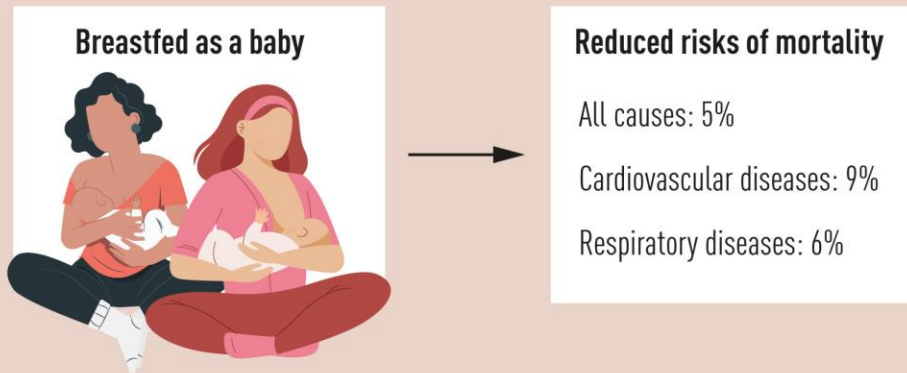 Breastfed as a baby
Reduced risks of mortality
All causes: 5%
Cardiovascular diseases: 9%
Respiratory diseases: 6%